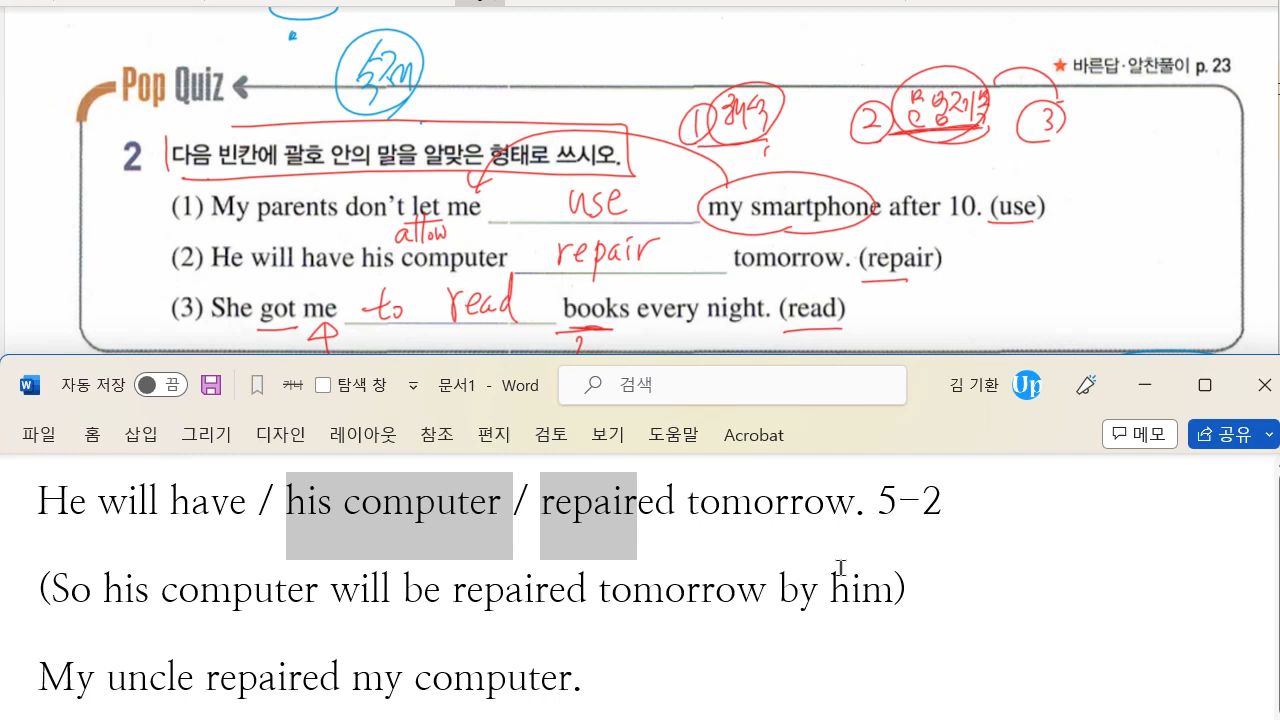 Pop Quiz
★ 바른답·알찬풀이 p. 23
① 해석 ② ③
2 다음 빈칸에 괄호 안의 말을 알맞은 형태로 쓰시오.
(1) My parents don't let me use my smartphone after 10. (use)
allow
(2) He will have his computer repair tomorrow. (repair)
(3) She got me to read books every night. (read)
자동 저장 끔 가나 탐색 창 문서1 - Word 검색 김 기환 Up
파일 홈 삽입 그리기 디자인 레이아웃 참조 편지 검토 보기 도움말 Acrobat 메모 공유
He will have / his computer / repaired tomorrow. 5-2
(So his computer will be repaired tomorrow by him)
My uncle repaired my computer.